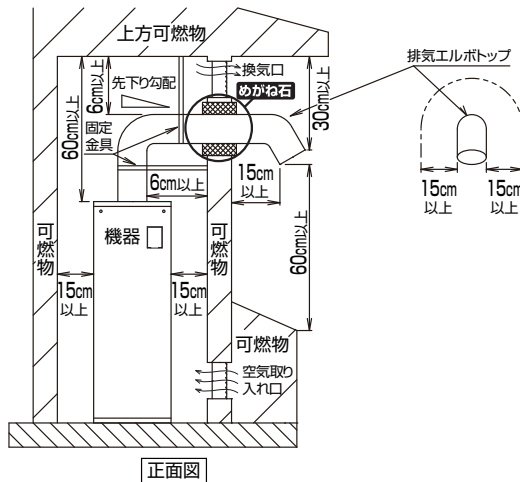 上方可燃物
6cm以上
先下り勾配
換気口
めがね石
30cm以上
排気エルボトップ
60cm以上
固定
金具
6cm以上
15cm
以上
15cm
以上
15cm
以上
可燃物
機器
60cm以上
15cm
以上
15cm
以上
可燃物
空気取り
入れ口
正面図